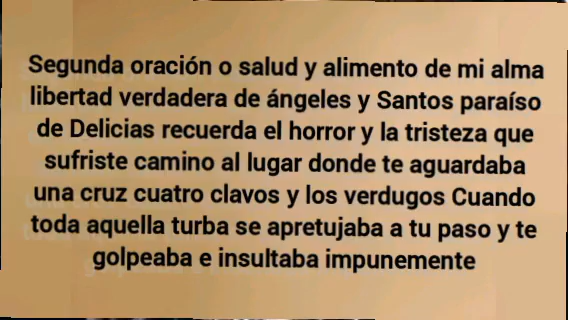 Segunda oración o salud y alimento de mi alma
libertad verdadera de ángeles y Santos paraíso
de Delicias recuerda el horror y la tristeza que
sufriste camino al lugar donde te aguardaba
una cruz cuatro clavos y los verdugos Cuando
toda aquella turba se apretujaba a tu paso y te
golpeaba e insultaba impunemente